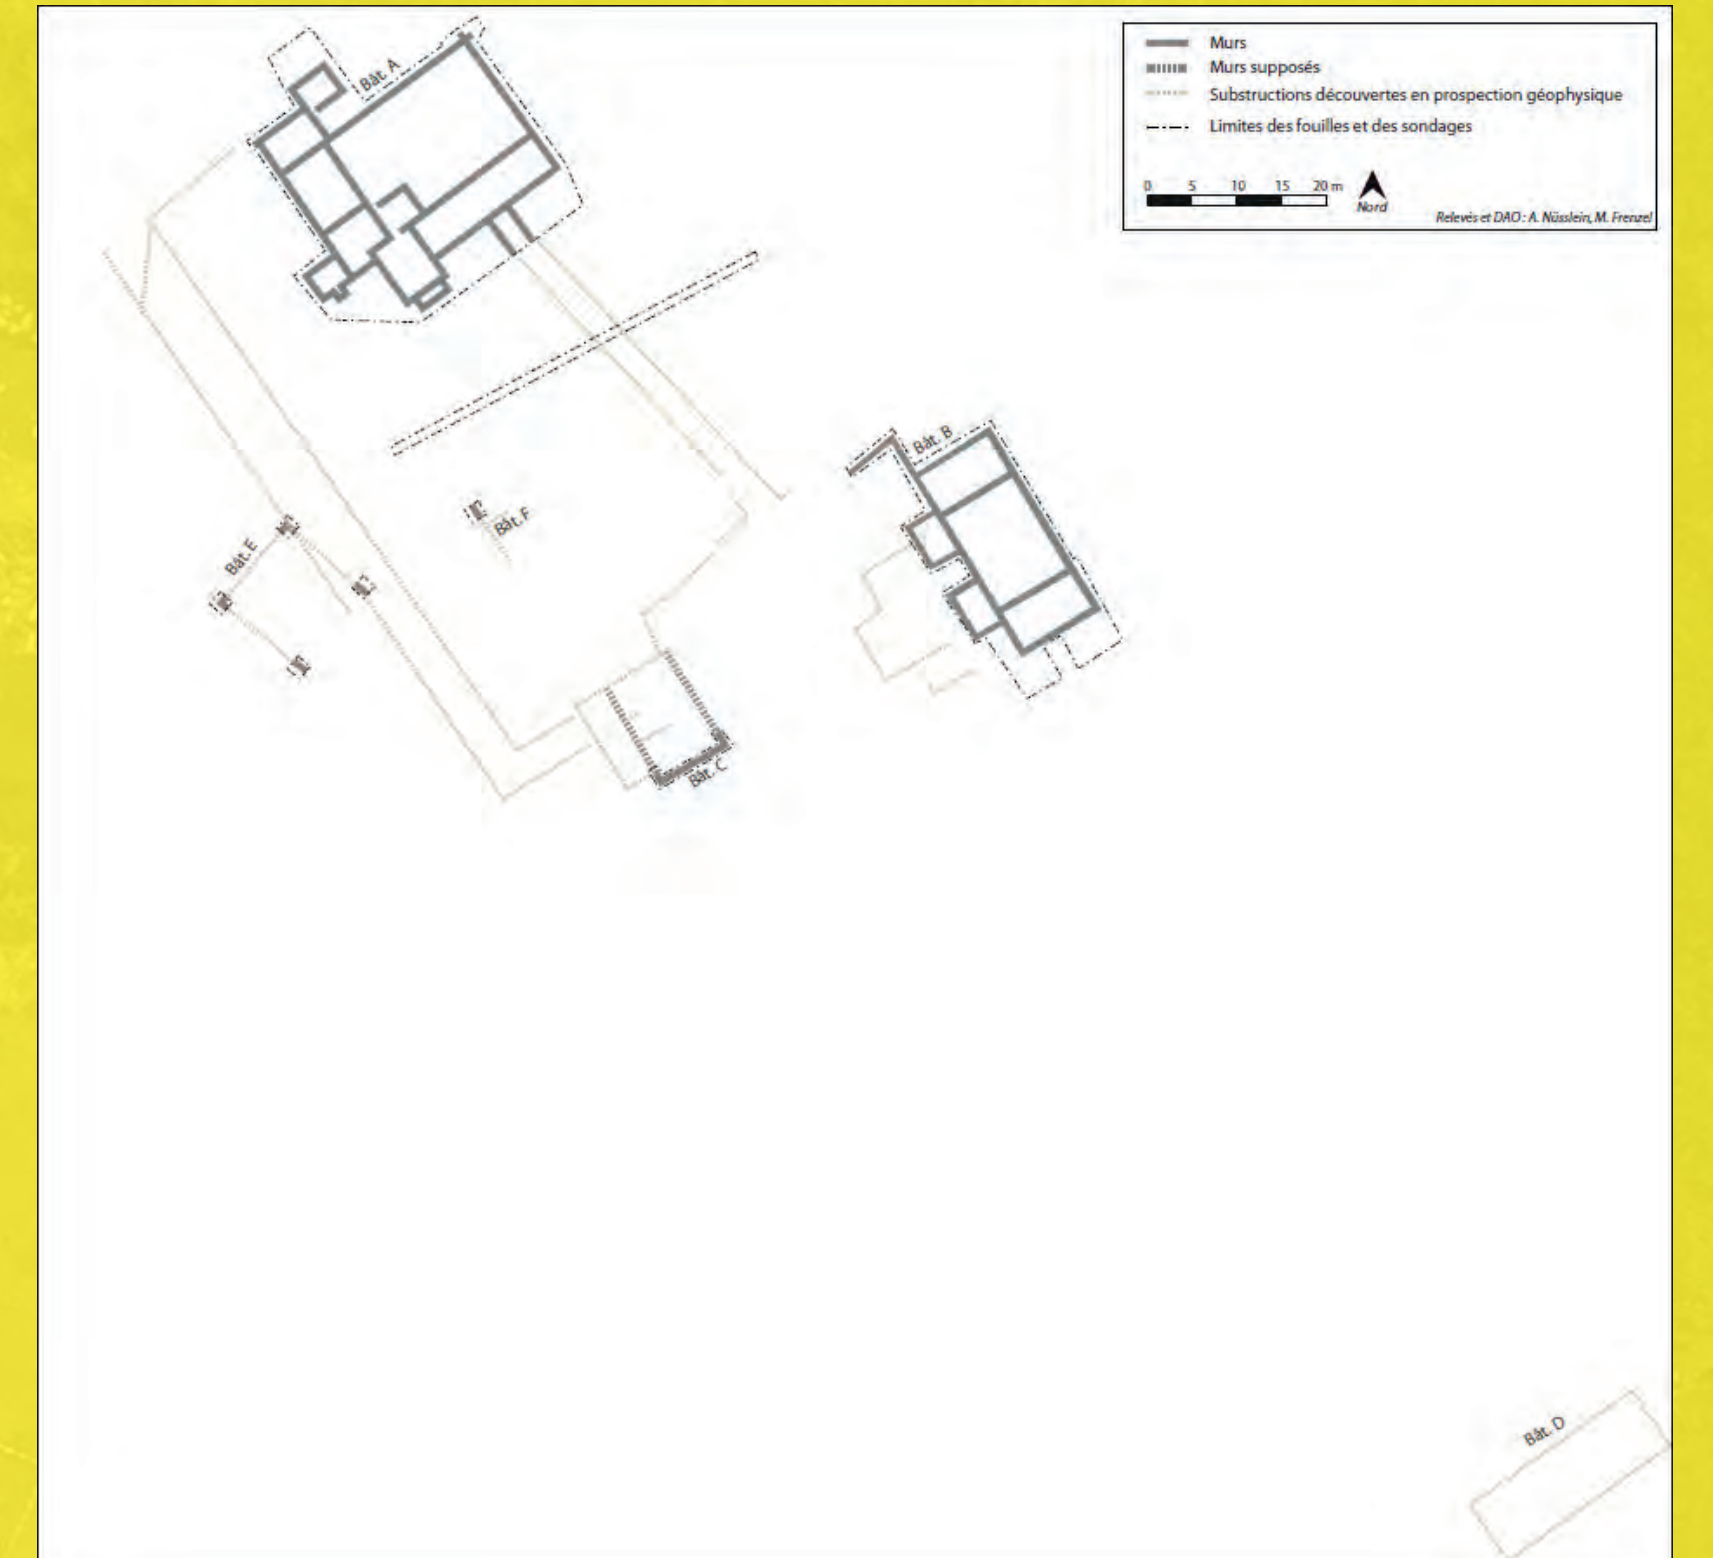 Murs
Murs supposés
Substructions découvertes en prospection géophysique
Limites des fouilles et des sondages
0 5 10 15 20 m
Nord
Relevés et DAO : A. Nüsslein, M. Frenzel
Bât. A
Bât. B
Bât. F
Bât. E
Bât. C
Bât. D